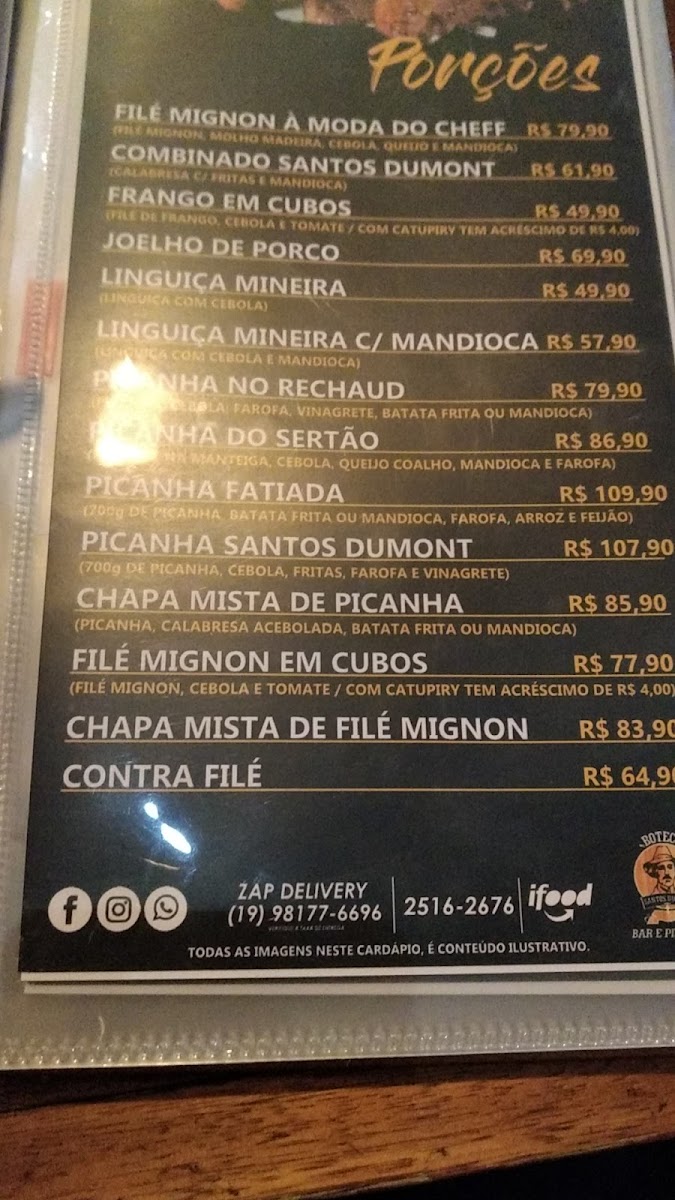 Porções
FILÉ MIGNON À MODA DO CHEFF R$ 79,90
(FILÉ MIGNON, MOLHO MADEIRA, CEBOLA, QUEIJO E MANDIOCA)
COMBINADO SANTOS DUMONT R$ 61,90
(CALABRESA C/ FRITAS E MANDIOCA)
FRANGO EM CUBOS R$ 49,90
(FILÉ DE FRANGO, CEBOLA E TOMATE / COM CATUPIRY TEM ACRÉSCIMO DE R$ 4,00)
JOELHO DE PORCO R$ 69,90
LINGUIÇA MINEIRA R$ 49,90
(LINGUIÇA COM CEBOLA)
LINGUIÇA MINEIRA C/ MANDIOCA R$ 57,90
(LINGUIÇA COM CEBOLA E MANDIOCA)
PICANHA NO RECHAUD R$ 79,90
CEBOLA, FAROFA, VINAGRETE, BATATA FRITA OU MANDIOCA)
PICANHA DO SERTÃO R$ 86,90
NA MANTEIGA, CEBOLA, QUEIJO COALHO, MANDIOCA E FAROFA)
PICANHA FATIADA R$ 109,90
(700g DE PICANHA, BATATA FRITA OU MANDIOCA, FAROFA, ARROZ E FEIJÃO)
PICANHA SANTOS DUMONT R$ 107,90
(700g DE PICANHA, CEBOLA, FRITAS, FAROFA E VINAGRETE)
CHAPA MISTA DE PICANHA R$ 85,90
(PICANHA, CALABRESA ACEBOLADA, BATATA FRITA OU MANDIOCA)
FILÉ MIGNON EM CUBOS R$ 77,90
(FILÉ MIGNON, CEBOLA E TOMATE / COM CATUPIRY TEM ACRÉSCIMO DE R$ 4,00)
CHAPA MISTA DE FILÉ MIGNON R$ 83,90
CONTRA FILÉ R$ 64,90
ZAP DELIVERY
(19) 98177-6696
2516-2676
ifood
BOTEC
SANTOS
BAR E PI
TODAS AS IMAGENS NESTE CARDÁPIO, É CONTEÚDO ILUSTRATIVO.